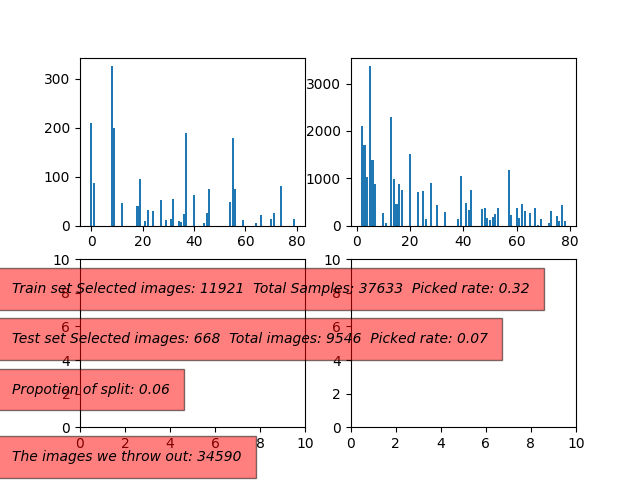 300
200
100
0
0 20 40 60 80
3000
2000
1000
0
0 20 40 60 80
10
8
6
4
2
0
0 2 4 6 8 10
10
8
6
4
2
0
0 2 4 6 8 10
Train set Selected images: 11921 Total Samples: 37633 Picked rate: 0.32
Test set Selected images: 668 Total images: 9546 Picked rate: 0.07
Propotion of split: 0.06
The images we throw out: 34590